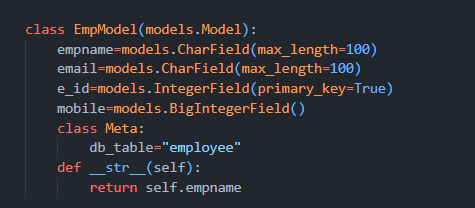 class EmpModel(models.Model):
    empname=models.CharField(max_length=100)
    email=models.CharField(max_length=100)
    e_id=models.IntegerField(primary_key=True)
    mobile=models.BigIntegerField()
    class Meta:
        db_table="employee"
    def __str__(self):
        return self.empname